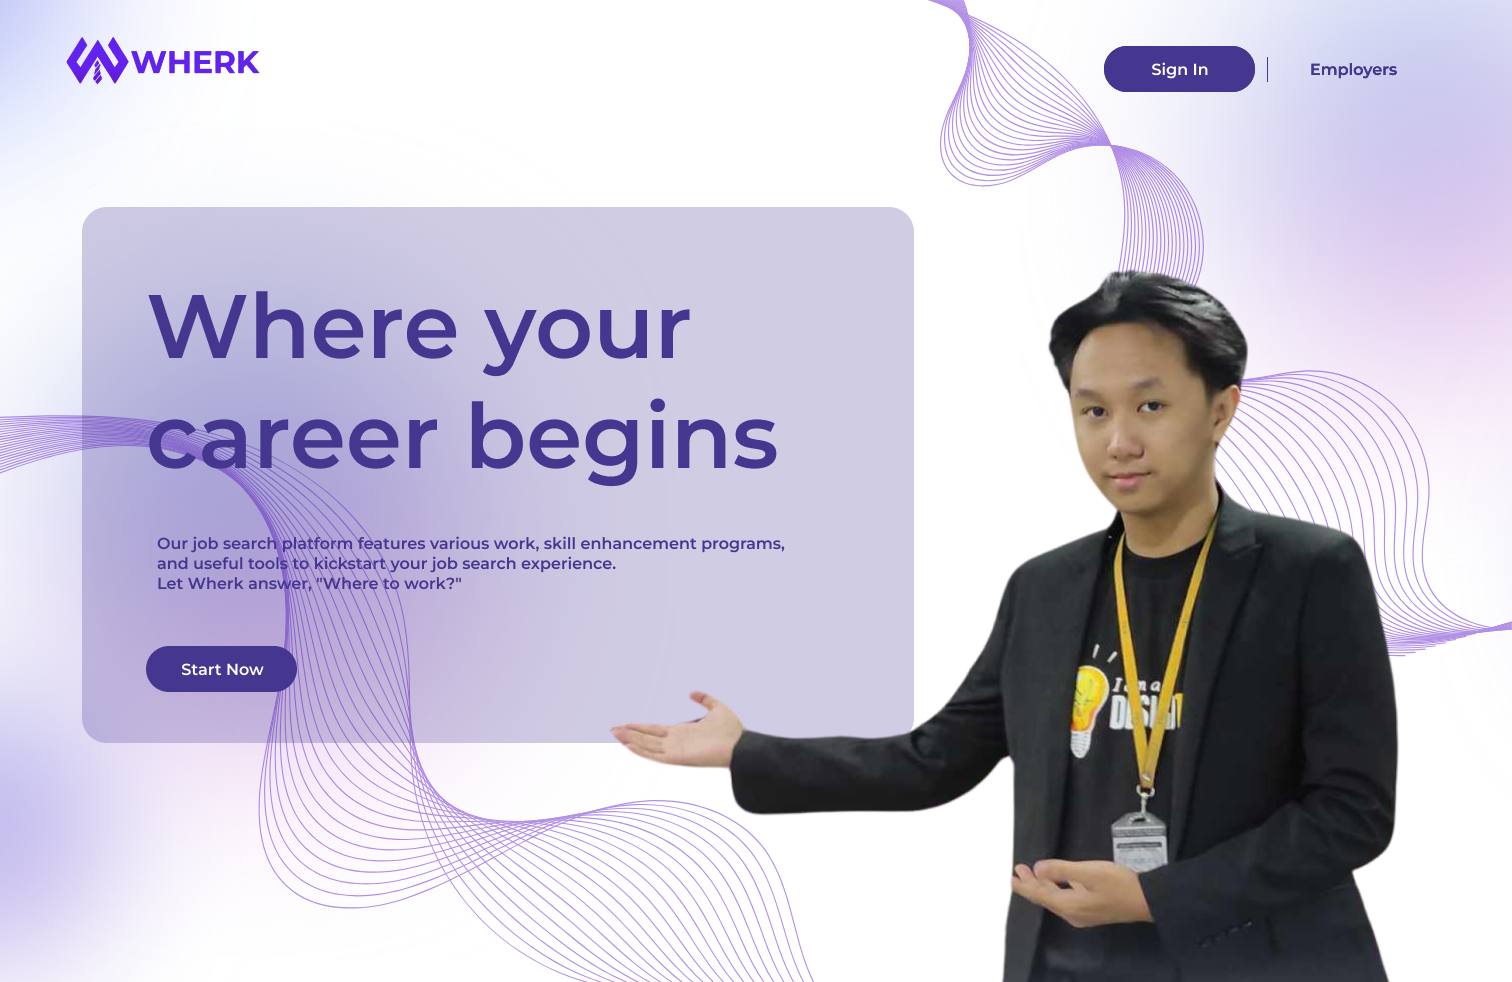 WHERK
Sign In
Employers
Where your
career begins
Our job search platform features various work, skill enhancement programs,
and useful tools to kickstart your job search experience.
Let Wherk answer, "Where to work?"
Start Now
I am a